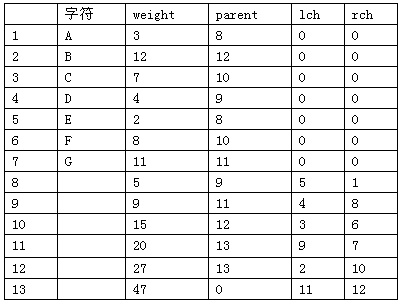 字符 weight parent lch rch
1 A 3 8 0 0
2 B 12 12 0 0
3 C 7 10 0 0
4 D 4 9 0 0
5 E 2 8 0 0
6 F 8 10 0 0
7 G 11 11 0 0
8 5 9 5 1
9 9 11 4 8
10 15 12 3 6
11 20 13 9 7
12 27 13 2 10
13 47 0 11 12